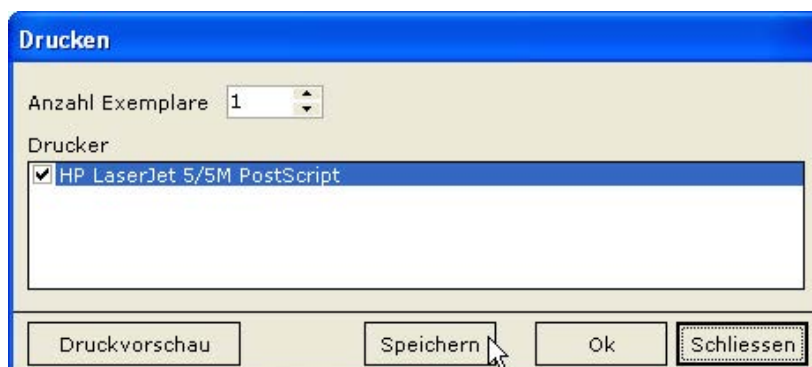 Drucken
Anzahl Exemplare 1
Drucker
HP LaserJet 5/5M PostScript
Druckvorschau Speichern Ok Schliessen